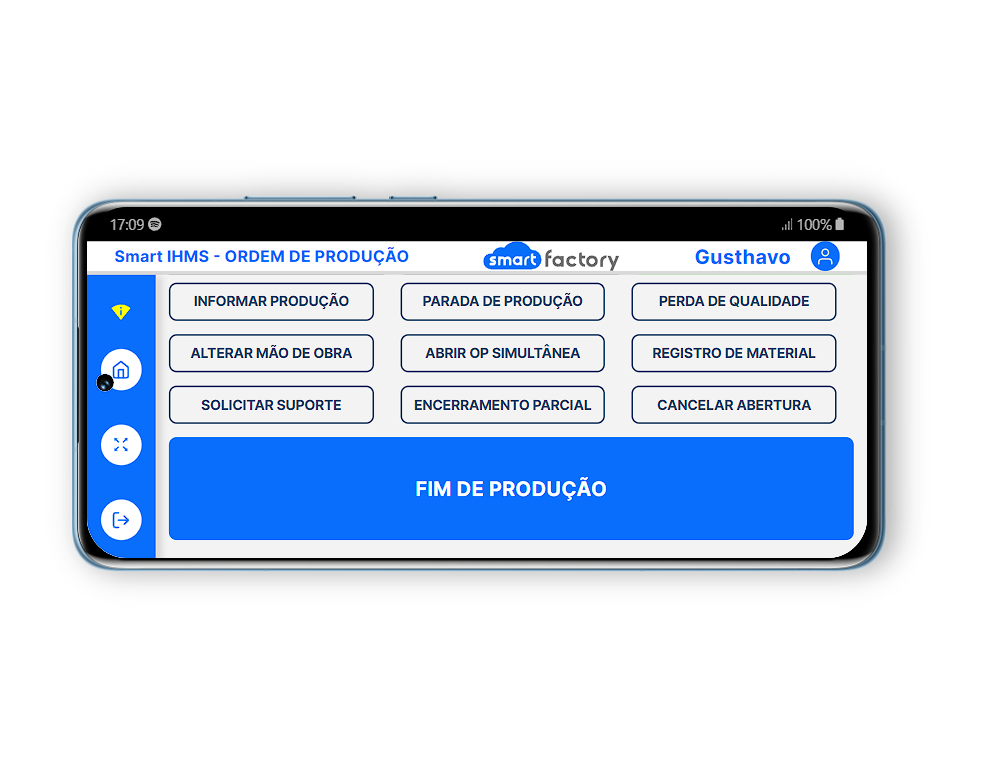 17:09 100%
Smart IHMS - ORDEM DE PRODUÇÃO smart factory Gusthavo
INFORMAR PRODUÇÃO PARADA DE PRODUÇÃO PERDA DE QUALIDADE
ALTERAR MÃO DE OBRA ABRIR OP SIMULTÂNEA REGISTRO DE MATERIAL
SOLICITAR SUPORTE ENCERRAMENTO PARCIAL CANCELAR ABERTURA
FIM DE PRODUÇÃO